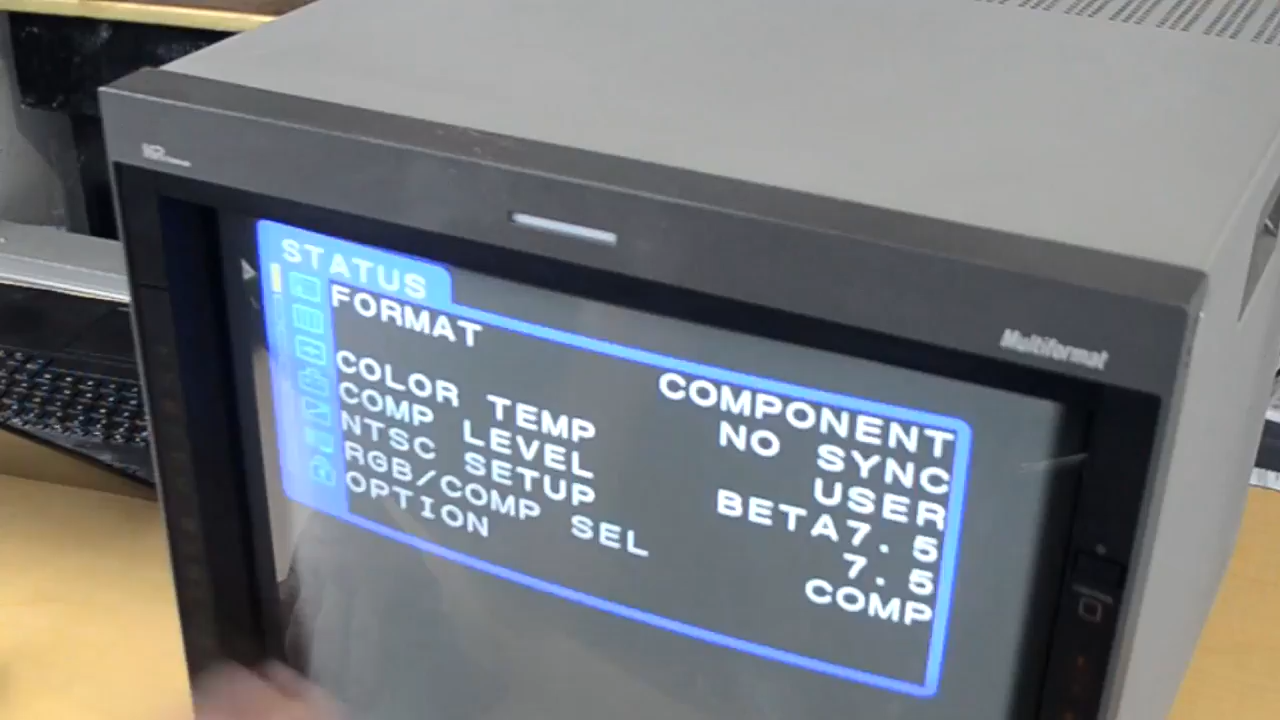 HR
Multiformat
STATUS
FORMAT COMPONENT
NO SYNC
COLOR TEMP USER
COMP LEVEL BETA7.5
NTSC SETUP 7.5
RGB/COMP SEL COMP
OPTION